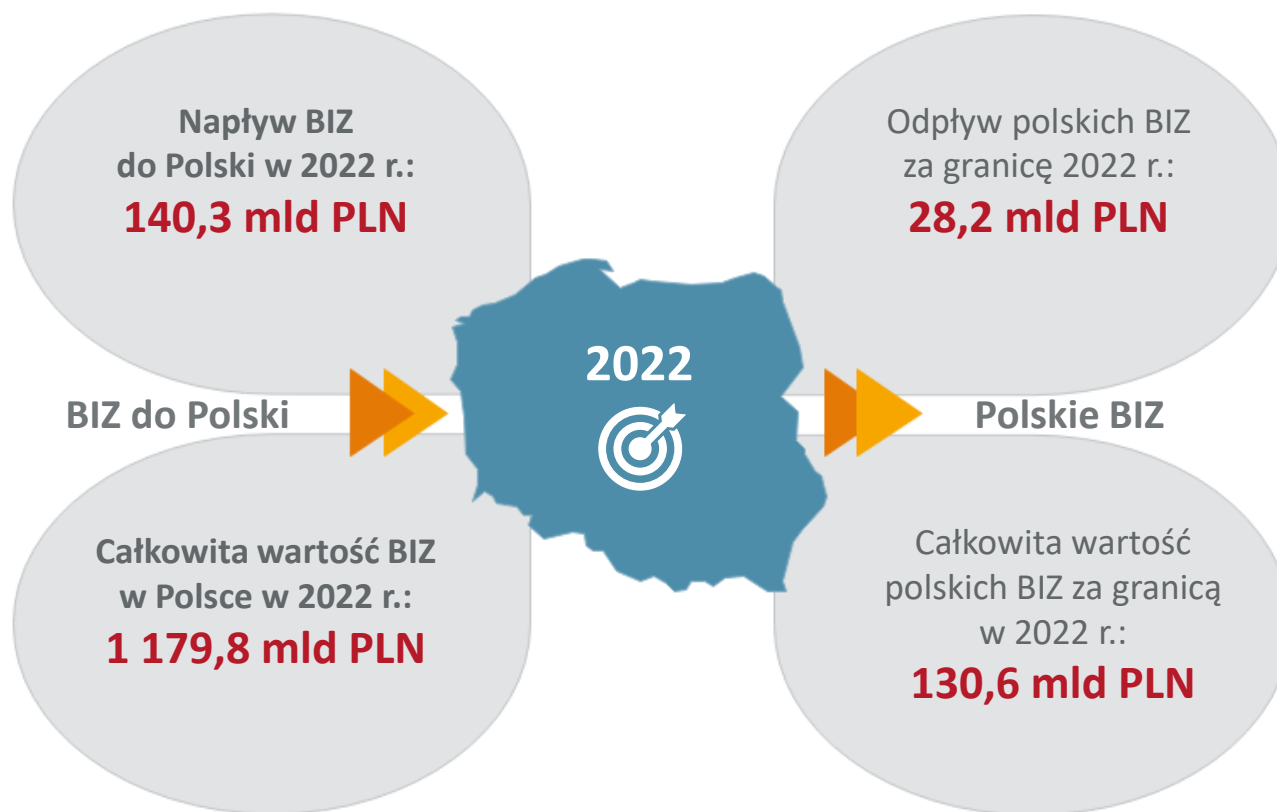 Napływ BIZ
do Polski w 2022 r.:
140,3 mld PLN
Odpływ polskich BIZ
za granicę 2022 r.:
28,2 mld PLN
2022
BIZ do Polski
Polskie BIZ
Całkowita wartość BIZ
w Polsce w 2022 r.:
1 179,8 mld PLN
Całkowita wartość
polskich BIZ za granicą
w 2022 r.:
130,6 mld PLN